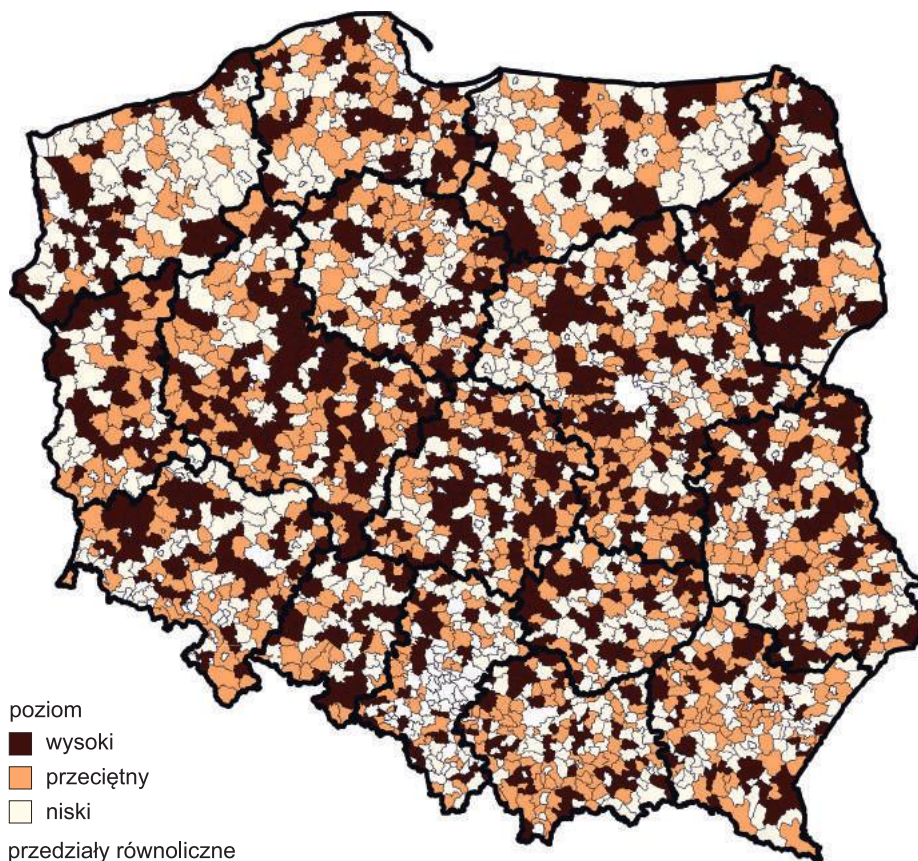 poziom
wysoki
przeciętny
niski
przedziały równoliczne